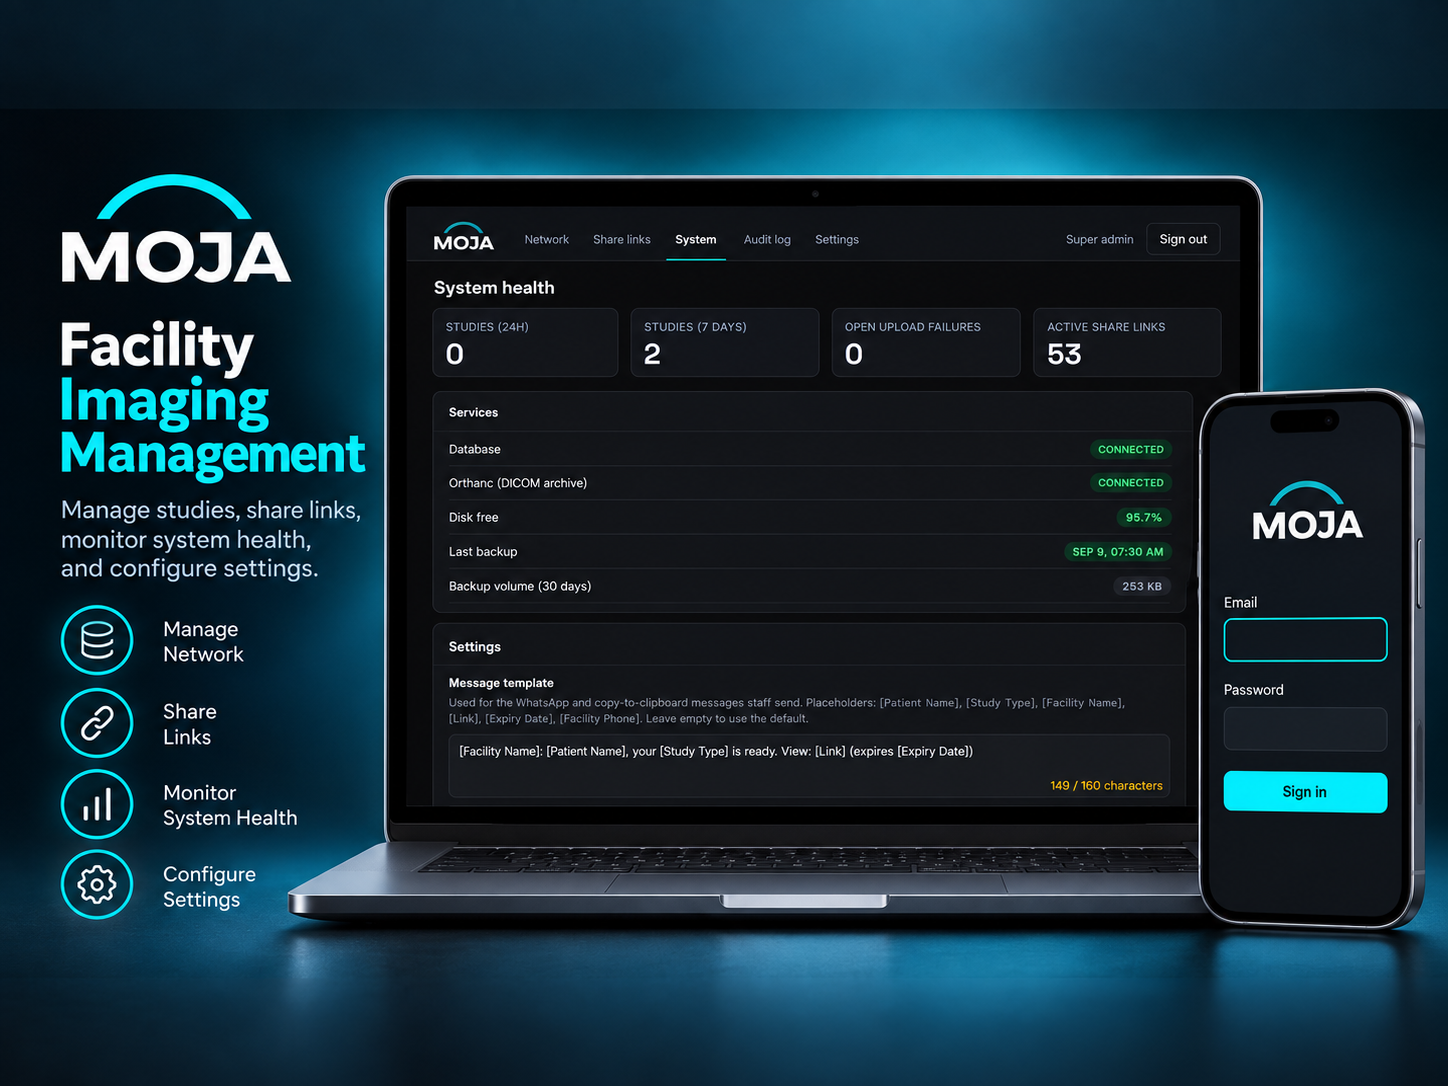 MOJA
Facility
Imaging
Management
Manage studies, share links,
monitor system health,
and configure settings.
Manage
Network
Share
Links
Monitor
System Health
Configure
Settings
MOJA
Network
Share links
System
Audit log
Settings
Super admin
Sign out
System health
STUDIES (24H)
0
STUDIES (7 DAYS)
2
OPEN UPLOAD FAILURES
0
ACTIVE SHARE LINKS
53
Services
Database
CONNECTED
Orthanc (DICOM archive)
CONNECTED
Disk free
95.7%
Last backup
SEP 9, 07:30 AM
Backup volume (30 days)
253 KB
Settings
Message template
Used for the WhatsApp and copy-to-clipboard messages staff send. Placeholders: [Patient Name], [Study Type], [Facility Name],
[Link], [Expiry Date], [Facility Phone]. Leave empty to use the default.
[Facility Name]: [Patient Name], your [Study Type] is ready. View: [Link] (expires [Expiry Date])
149 / 160 characters
MOJA
Email
Password
Sign in